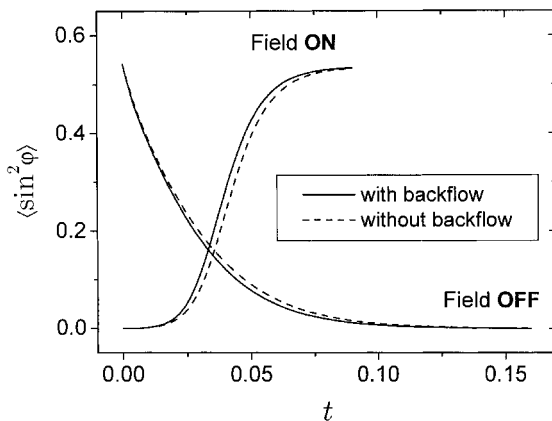 0.6
Field ON
0.4
⟨sin²φ⟩
with backflow
without backflow
0.2
Field OFF
0.0
0.00 0.05 0.10 0.15
t